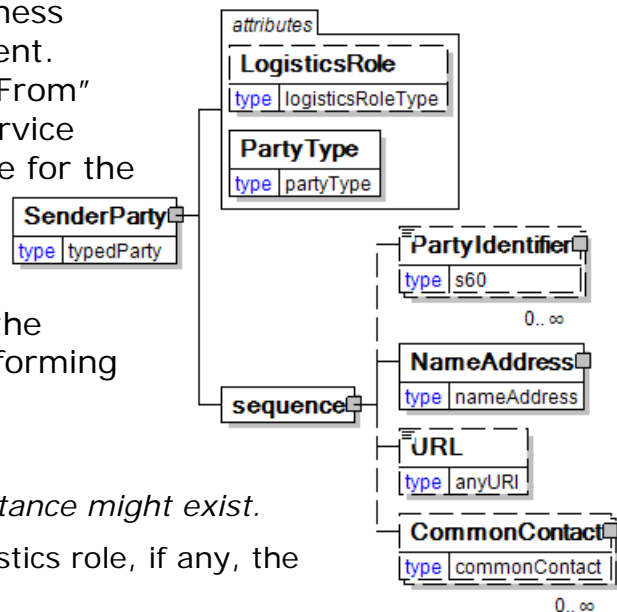 ness
ent.
From"
rvice
e for the
the
forming
tance might exist.
stics role, if any, the
attributes
LogisticsRole
type logisticsRoleType
PartyType
type partyType
SenderParty
type typedParty
sequence
PartyIdentifier
type s60
0.. ∞
NameAddress
type nameAddress
URL
type anyURI
CommonContact
type commonContact
0.. ∞